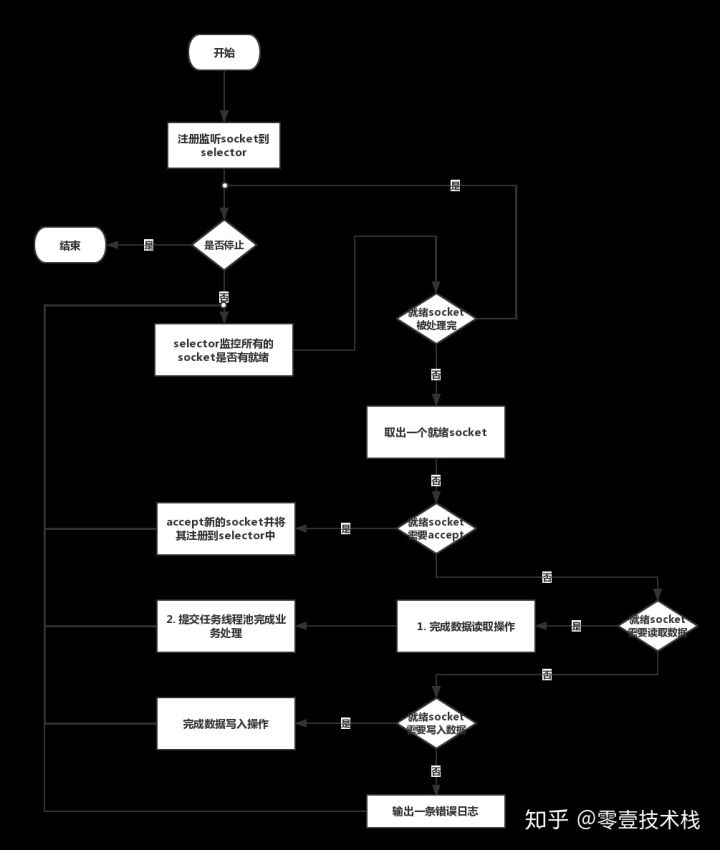 开始
注册监听socket到
selector
是
是否停止
是
结束
否
selector监控所有的
socket是否有就绪
就绪socket
被处理完
否
取出一个就绪socket
否
就绪socket
需要accept
是
accept新的socket并将
其注册到selector中
否
就绪socket
需要读取数据
是
1. 完成数据读取操作
2. 提交任务线程池完成业
务处理
否
就绪socket
需要写入数据
是
完成数据写入操作
否
输出一条错误日志
知乎 @零壹技术栈